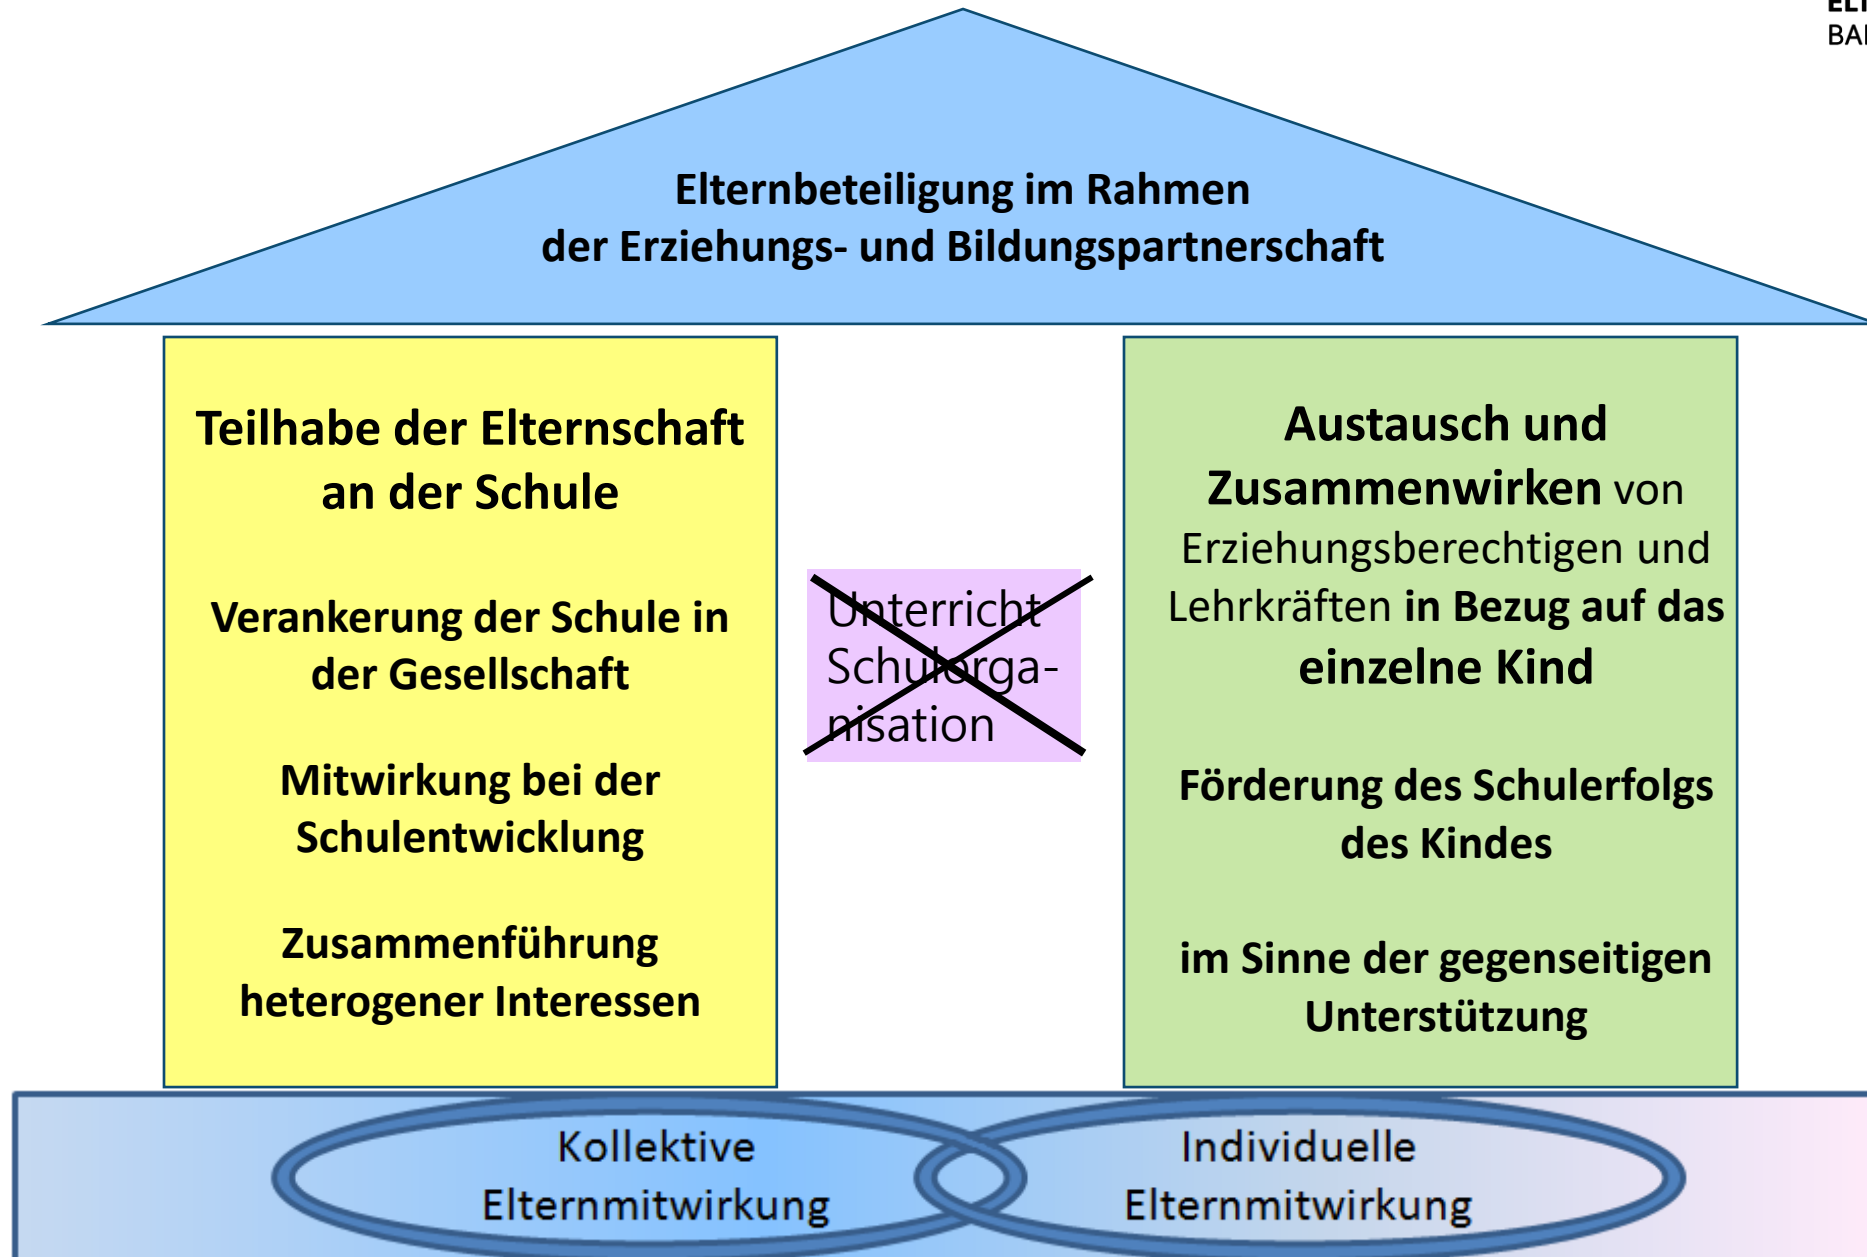 Elternbeteiligung im Rahmen
der Erziehungs- und Bildungspartnerschaft
Teilhabe der Elternschaft
an der Schule
Verankerung der Schule in
der Gesellschaft
Mitwirkung bei der
Schulentwicklung
Zusammenführung
heterogener Interessen
Unterricht
Schulorga-
nisation
Austausch und
Zusammenwirken von
Erziehungsberechtigen und
Lehrkräften in Bezug auf das
einzelne Kind
Förderung des Schulerfolgs
des Kindes
im Sinne der gegenseitigen
Unterstützung
Kollektive
Elternmitwirkung
Individuelle
Elternmitwirkung